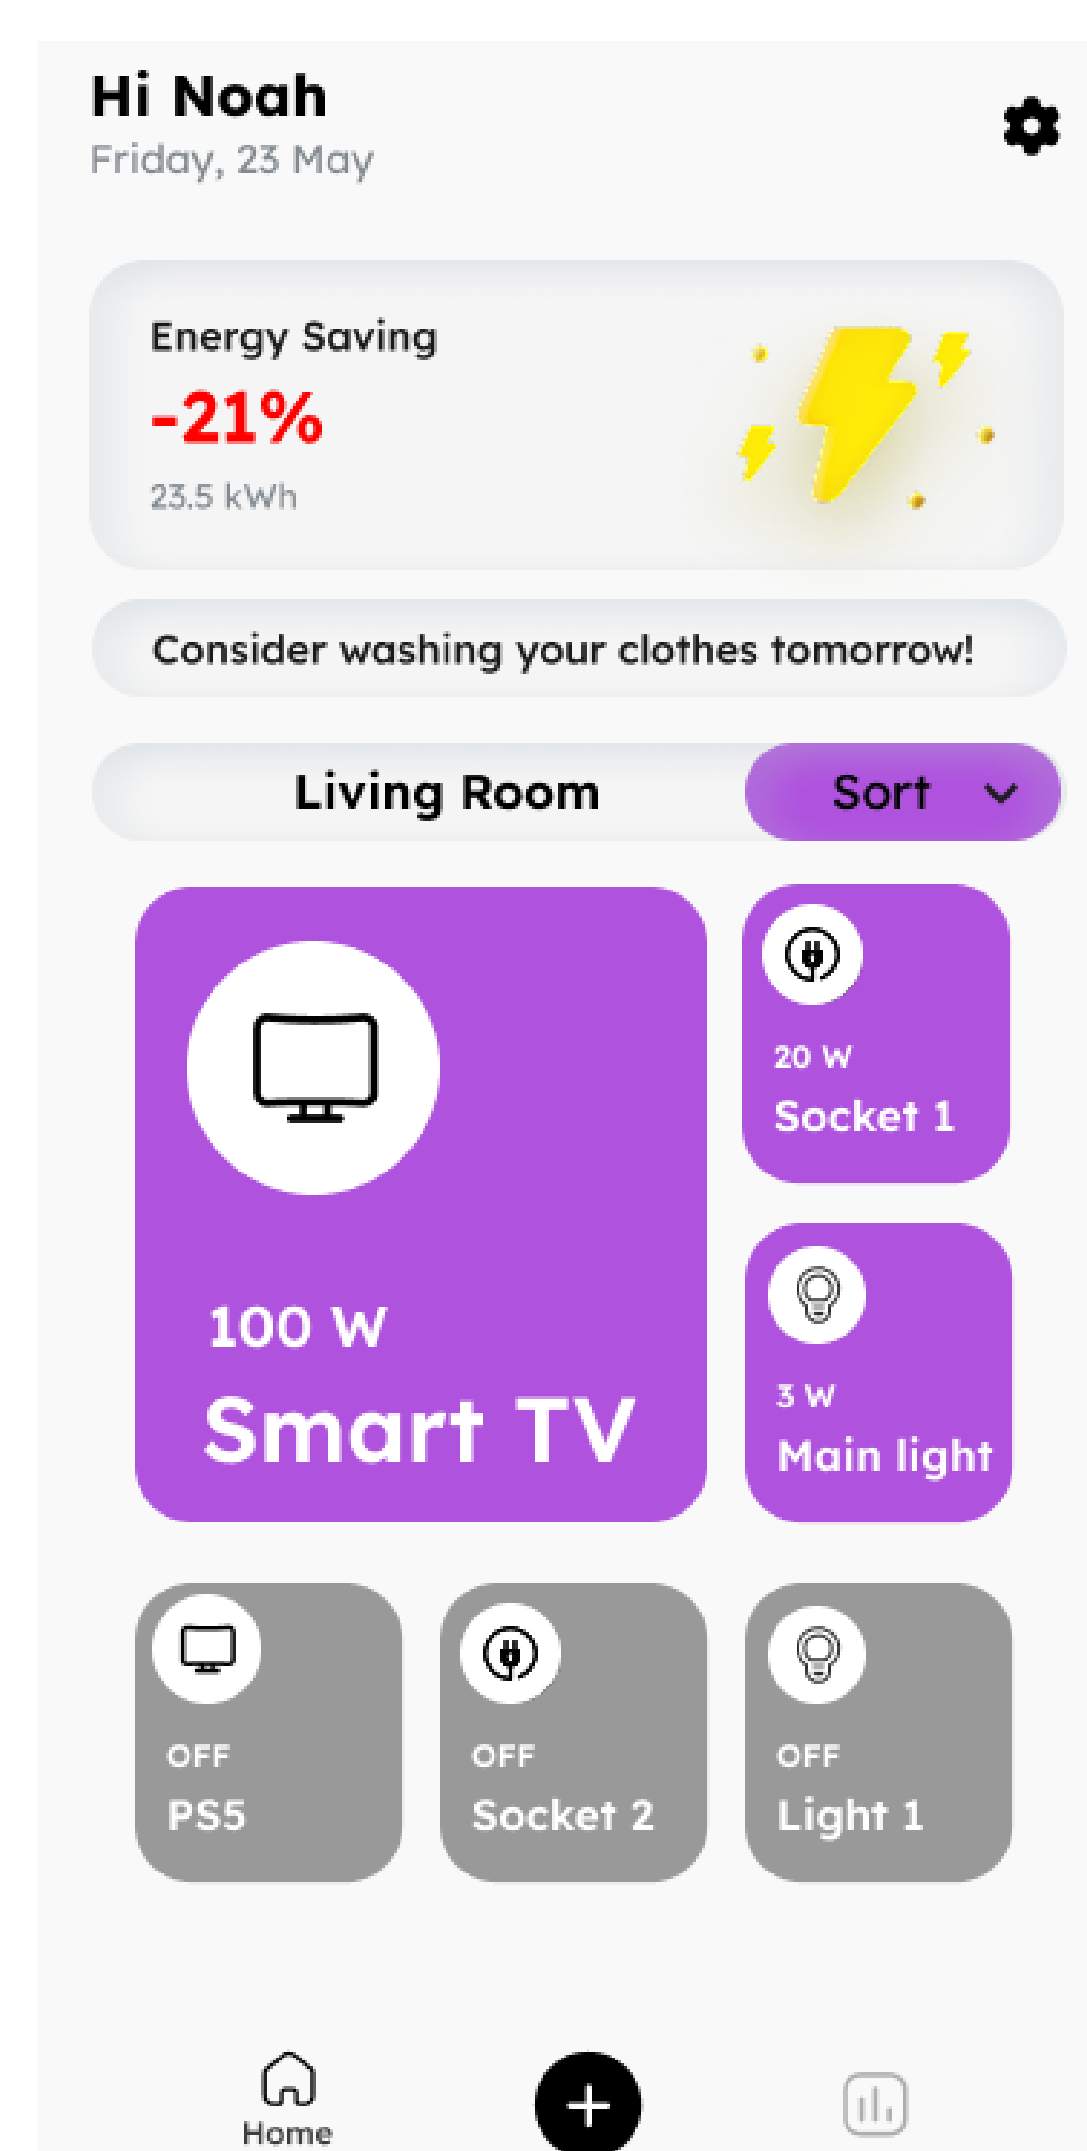 Hi Noah
Friday, 23 May
Energy Saving
-21%
23.5 kWh
Consider washing your clothes tomorrow!
Living Room
Sort
100 W
Smart TV
20 W
Socket 1
3 W
Main light
OFF
PS5
OFF
Socket 2
OFF
Light 1
Home